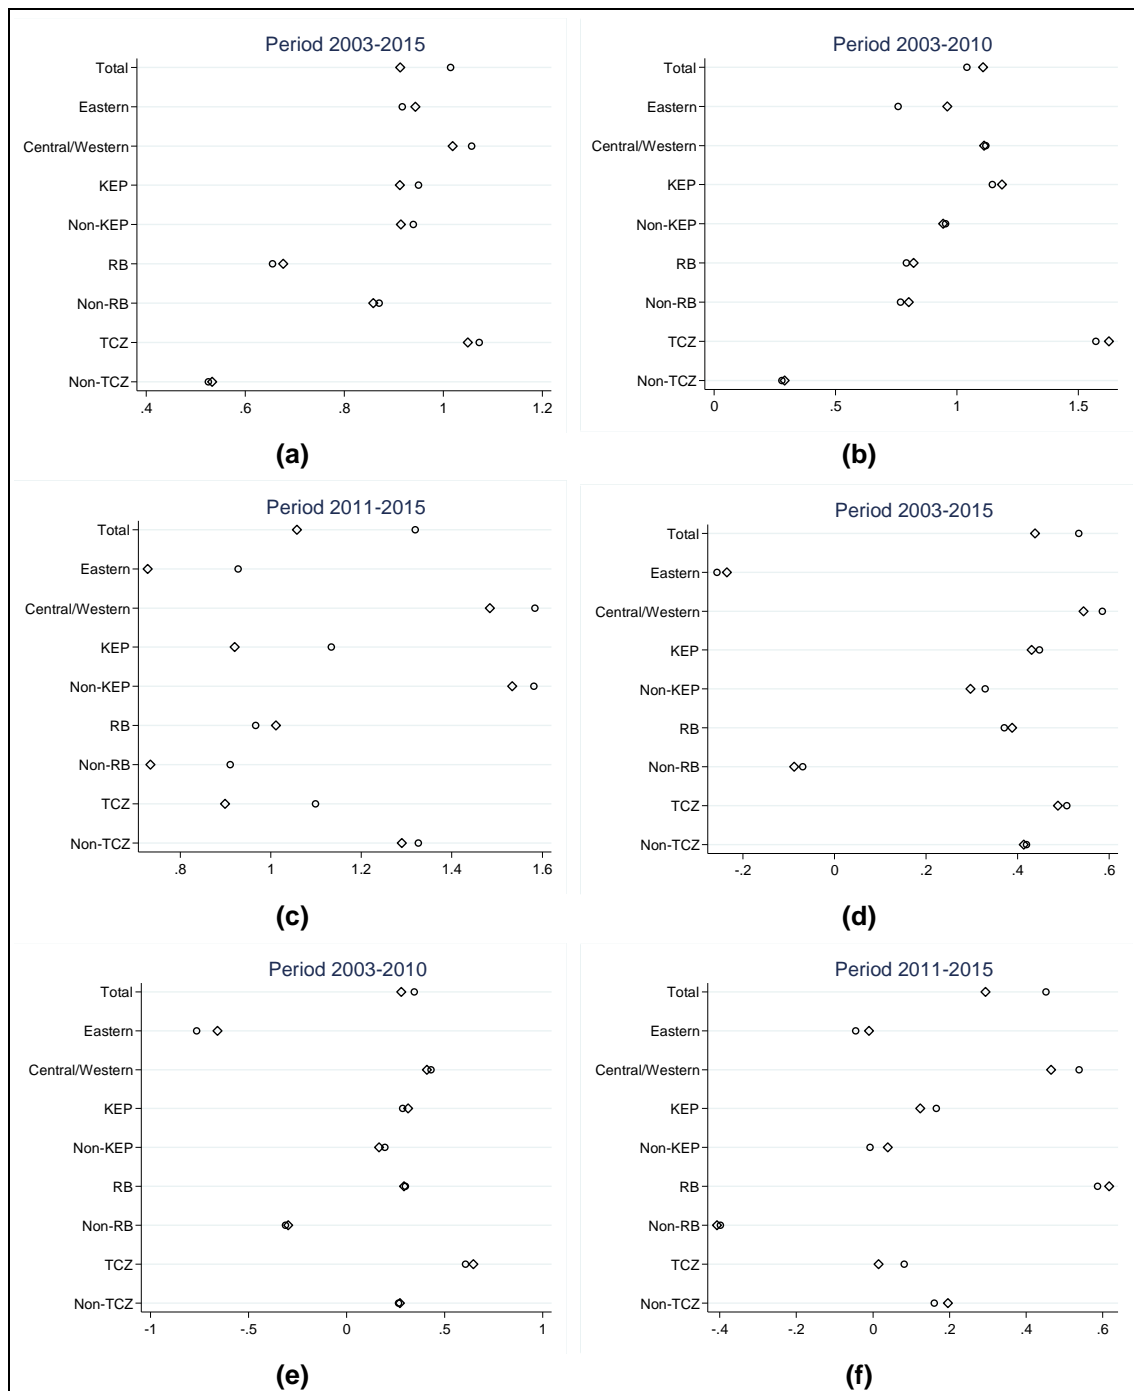 Period 2003-2015
Total
Eastern
Central/Western
KEP
Non-KEP
RB
Non-RB
TCZ
Non-TCZ
.4 .6 .8 1 1.2
(a)
Period 2003-2010
Total
Eastern
Central/Western
KEP
Non-KEP
RB
Non-RB
TCZ
Non-TCZ
0 .5 1 1.5
(b)
Period 2011-2015
Total
Eastern
Central/Western
KEP
Non-KEP
RB
Non-RB
TCZ
Non-TCZ
.8 1 1.2 1.4 1.6
(c)
Period 2003-2015
Total
Eastern
Central/Western
KEP
Non-KEP
RB
Non-RB
TCZ
Non-TCZ
-.2 0 .2 .4 .6
(d)
Period 2003-2010
Total
Eastern
Central/Western
KEP
Non-KEP
RB
Non-RB
TCZ
Non-TCZ
-1 -.5 0 .5 1
(e)
Period 2011-2015
Total
Eastern
Central/Western
KEP
Non-KEP
RB
Non-RB
TCZ
Non-TCZ
-.4 -.2 0 .2 .4 .6
(f)